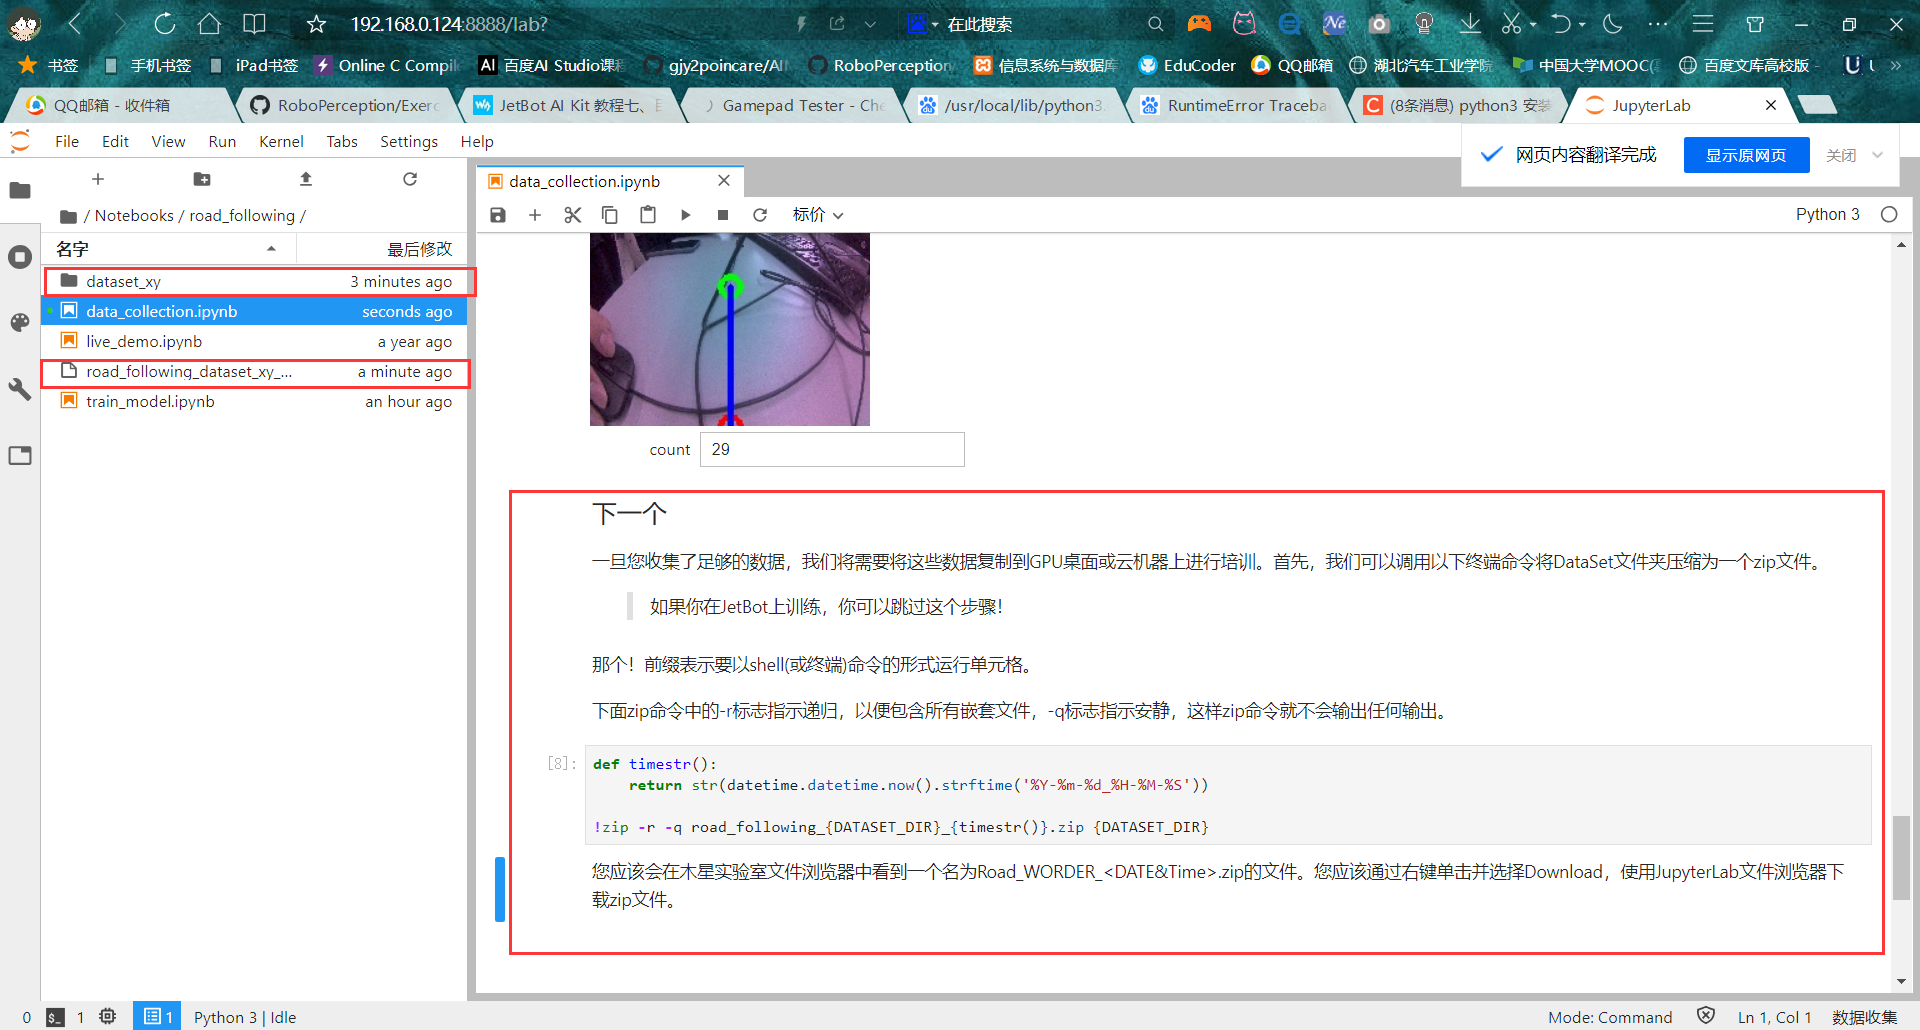 192.168.0.124:8888/lab?
在此搜索
书签
手机书签
iPad书签
Online C Compil
百度AI Studio课程
gjy2poincare/AI
RoboPerception
信息系统与数据库
EduCoder
QQ邮箱
湖北汽车工业学院
中国大学MOOC(
百度文库高校版 -
QQ邮箱 - 收件箱
RoboPerception/Exerc
JetBot AI Kit 教程七、E
Gamepad Tester - Che
/usr/local/lib/python3.
RuntimeError Traceba
(8条消息) python3 安装
JupyterLab
File Edit View Run Kernel Tabs Settings Help
网页内容翻译完成
显示原网页
关闭
data_collection.ipynb
/ Notebooks / road_following /
标价
Python 3
名字 最后修改
dataset_xy 3 minutes ago
data_collection.ipynb seconds ago
live_demo.ipynb a year ago
road_following_dataset_xy_... a minute ago
train_model.ipynb an hour ago
count 29
下一个
一旦您收集了足够的数据，我们将需要将这些数据复制到GPU桌面或云机器上进行培训。首先，我们可以调用以下终端命令将DataSet文件夹压缩为一个zip文件。
如果你在JetBot上训练，你可以跳过这个步骤！
那个！前缀表示要以shell(或终端)命令的形式运行单元格。
下面zip命令中的-r标志指示递归，以便包含所有嵌套文件，-q标志指示安静，这样zip命令就不会输出任何输出。
[8]:
def timestr():
return str(datetime.datetime.now().strftime('%Y-%m-%d_%H-%M-%S'))
!zip -r -q road_following_{DATASET_DIR}_{timestr()}.zip {DATASET_DIR}
您应该会在木星实验室文件浏览器中看到一个名为Road_WORDER_<DATE&Time>.zip的文件。您应该通过右键单击并选择Download，使用JupyterLab文件浏览器下
载zip文件。
0 1 1 Python 3 | Idle
Mode: Command Ln 1, Col 1 数据收集